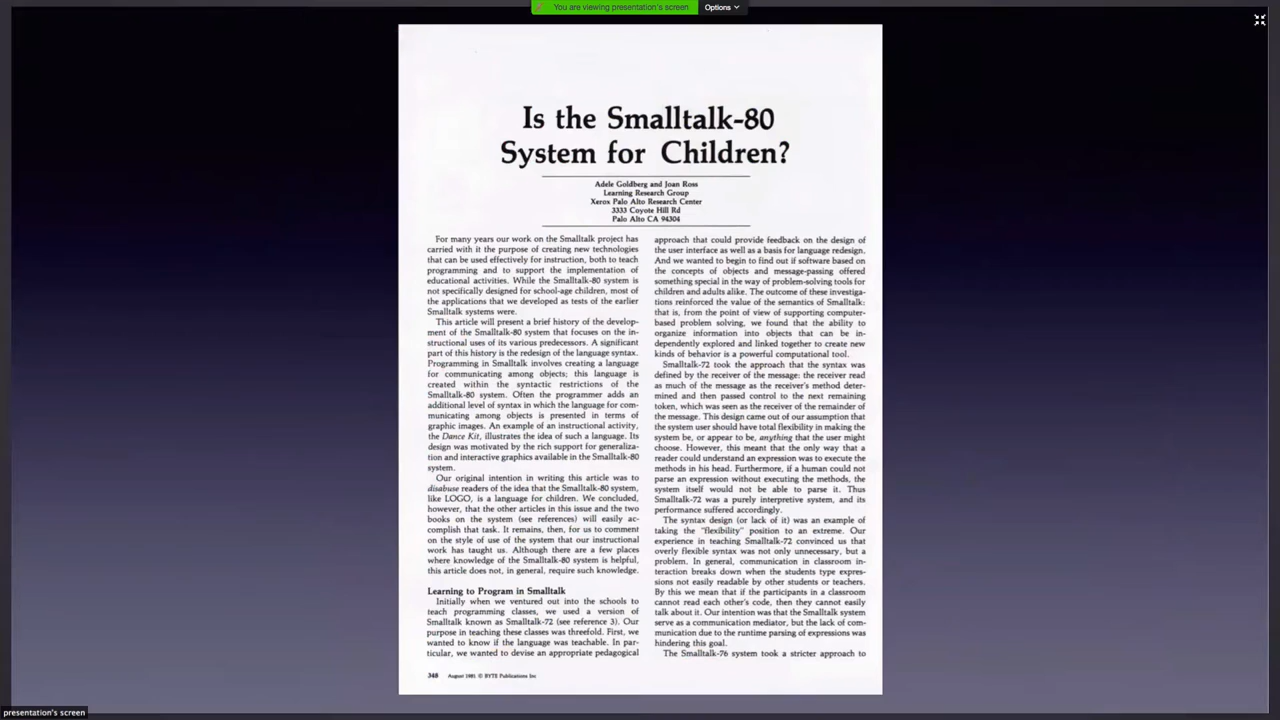 You are viewing presentation's screen
Options
Is the Smalltalk-80
System for Children?
Adele Goldberg and Joan Ross
Learning Research Group
Xerox Palo Alto Research Center
3333 Coyote Hill Rd
Palo Alto CA 94304
For many years our work on the Smalltalk project has
carried with it the purpose of creating new technologies
that can be used effectively for instruction, both to teach
programming and to support the implementation of
educational activities. While the Smalltalk-80 system is
not specifically designed for school-age children, most of
the applications that we developed as tests of the earlier
Smalltalk systems were.
This article will present a brief history of the develop-
ment of the Smalltalk-80 system that focuses on the in-
structional uses of its various predecessors. A significant
part of this history is the redesign of the language syntax.
Programming in Smalltalk involves creating a language
for communicating among objects; this language is
created within the syntactic restrictions of the
Smalltalk-80 system. Often the programmer adds an
additional level of syntax in which the language for com-
municating among objects is presented in terms of
graphic images. An example of an instructional activity,
the Dance Kit, illustrates the idea of such a language. Its
design was motivated by the rich support for generaliza-
tion and interactive graphics available in the Smalltalk-80
system.
Our original intention in writing this article was to
disabuse readers of the idea that the Smalltalk-80 system,
like LOGO, is a language for children. We concluded,
however, that the other articles in this issue and the two
books on the system (see references) will easily ac-
complish that task. It remains, then, for us to comment
on the style of use of the system that our instructional
work has taught us. Although there are a few places
where knowledge of the Smalltalk-80 system is helpful,
this article does not, in general, require such knowledge.
Learning to Program in Smalltalk
Initially when we ventured out into the schools to
teach programming classes, we used a version of
Smalltalk known as Smalltalk-72 (see reference 3). Our
purpose in teaching these classes was threefold. First, we
wanted to know if the language was teachable. In par-
ticular, we wanted to devise an appropriate pedagogical
approach that could provide feedback on the design of
the user interface as well as a basis for language redesign.
And we wanted to begin to find out if software based on
the concepts of objects and message-passing offered
something special in the way of problem-solving tools for
children and adults alike. The outcome of these investiga-
tions reinforced the value of the semantics of Smalltalk:
that is, from the point of view of supporting computer-
based problem solving, we found that the ability to
organize information into objects that can be in-
dependently explored and linked together to create new
kinds of behavior is a powerful computational tool.
Smalltalk-72 took the approach that the syntax was
defined by the receiver of the message: the receiver read
as much of the message as the receiver's method deter-
mined and then passed control to the next remaining
token, which was seen as the receiver of the remainder of
the message. This design came out of our assumption that
the system user should have total flexibility in making the
system be, or appear to be, anything that the user might
choose. However, this meant that the only way that a
reader could understand an expression was to execute the
methods in his head. Furthermore, if a human could not
parse an expression without executing the methods, the
system itself would not be able to parse it. Thus
Smalltalk-72 was a purely interpretive system, and its
performance suffered accordingly.
The syntax design (or lack of it) was an example of
taking the "flexibility" position to an extreme. Our
experience in teaching Smalltalk-72 convinced us that
overly flexible syntax was not only unnecessary, but a
problem. In general, communication in classroom in-
teraction breaks down when the students type expres-
sions not easily readable by other students or teachers.
By this we mean that if the participants in a classroom
cannot read each other's code, then they cannot easily
talk about it. Our intention was that the Smalltalk system
serve as a communication mediator, but the lack of com-
munication due to the runtime parsing of expressions was
hindering this goal.
The Smalltalk-76 system took a stricter approach to
348 August 1981 © BYTE Publications Inc
presentation's screen